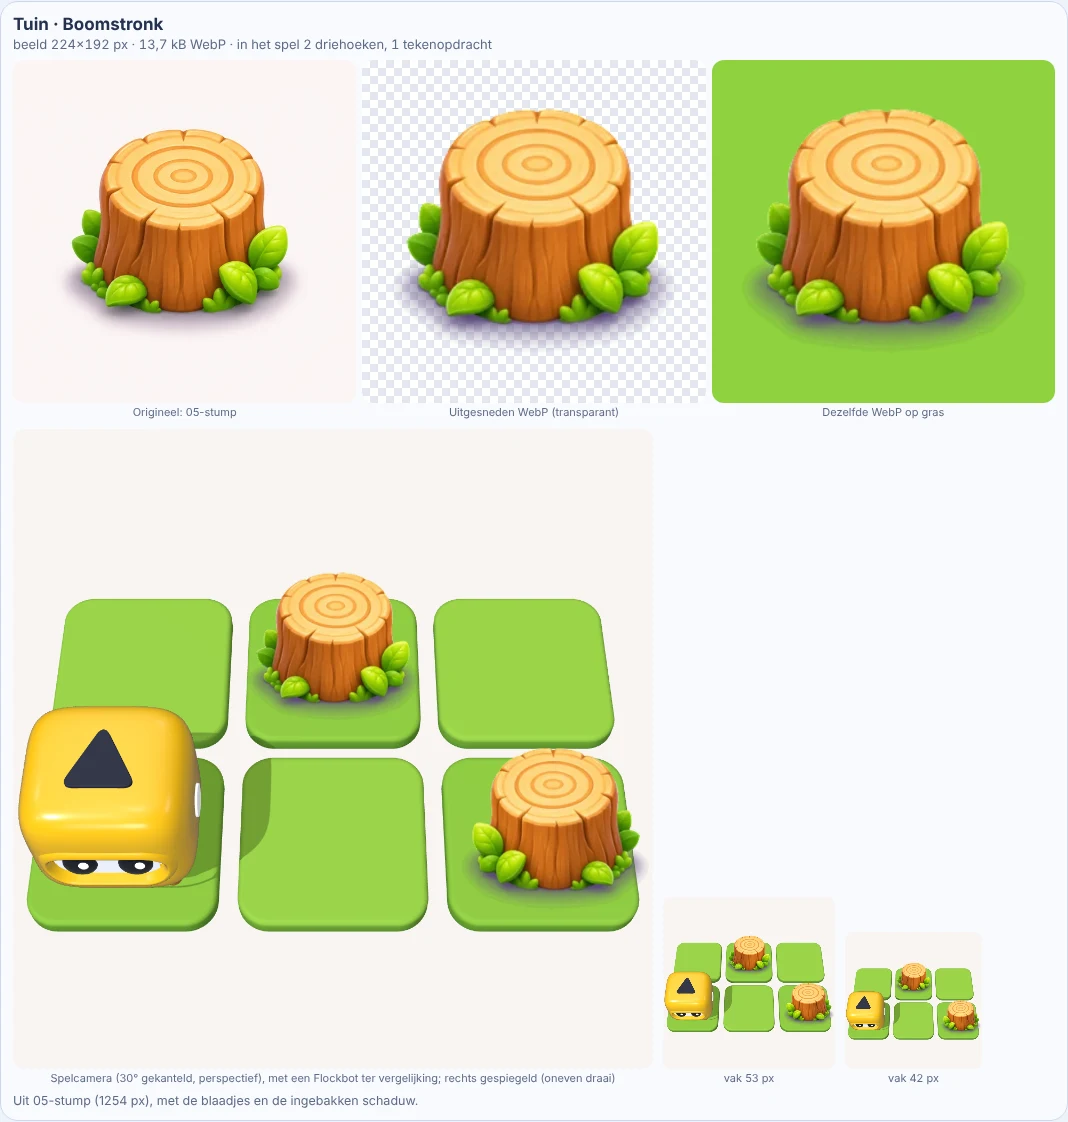 Tuin · Boomstronk
beeld 224×192 px · 13,7 kB WebP · in het spel 2 driehoeken, 1 tekenopdracht
Origineel: 05-stump
Uitgesneden WebP (transparant)
Dezelfde WebP op gras
Spelcamera (30° gekanteld, perspectief), met een Flockbot ter vergelijking; rechts gespiegeld (oneven draai)
vak 53 px
vak 42 px
Uit 05-stump (1254 px), met de blaadjes en de ingebakken schaduw.